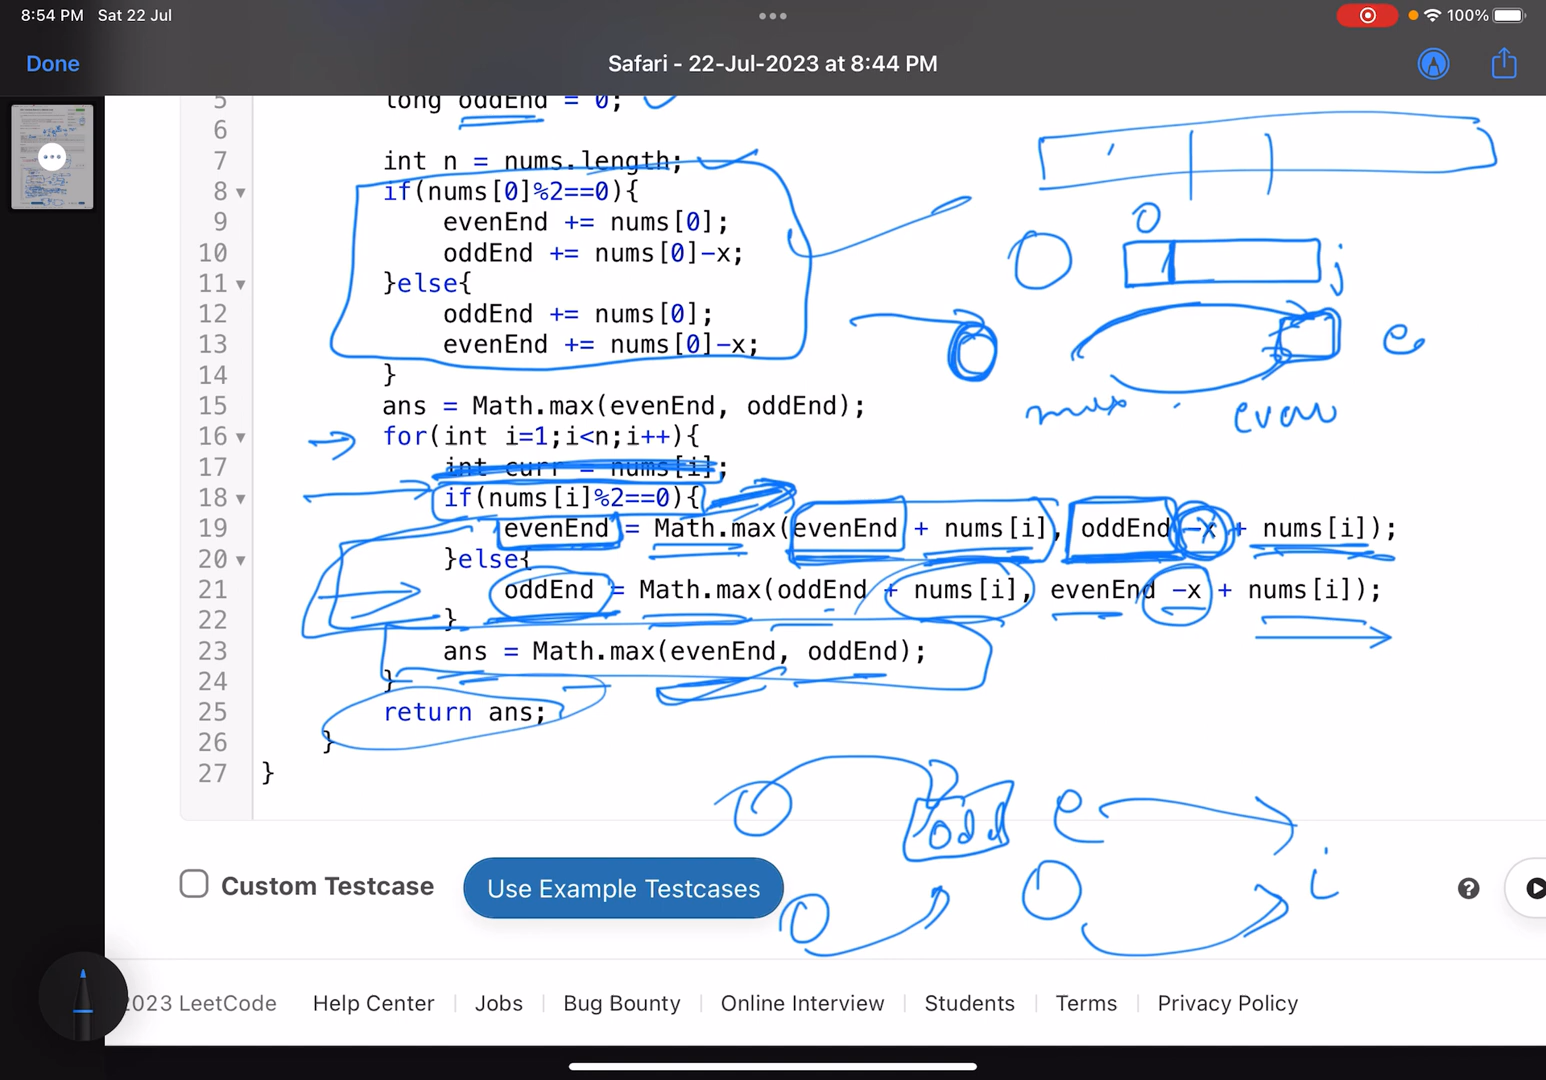 8:54 PM Sat 22 Jul
100%
Done
Safari - 22-Jul-2023 at 8:44 PM
5 long oddEnd = 0;
6
7 int n = nums.length;
8 if(nums[0]%2==0){
9 evenEnd += nums[0];
10 oddEnd += nums[0]-x;
11 }else{
12 oddEnd += nums[0];
13 evenEnd += nums[0]-x;
14 }
15 ans = Math.max(evenEnd, oddEnd);
16 for(int i=1;i<n;i++){
17 int curr = nums[i];
18 if(nums[i]%2==0){
19 evenEnd = Math.max(evenEnd + nums[i], oddEnd -x + nums[i]);
20 }else{
21 oddEnd = Math.max(oddEnd + nums[i], evenEnd -x + nums[i]);
22 }
23 ans = Math.max(evenEnd, oddEnd);
24 }
25 return ans;
26 }
27 }
0
j
e
max
even
odd
e
i
Custom Testcase
Use Example Testcases
2023 LeetCode Help Center Jobs Bug Bounty Online Interview Students Terms Privacy Policy